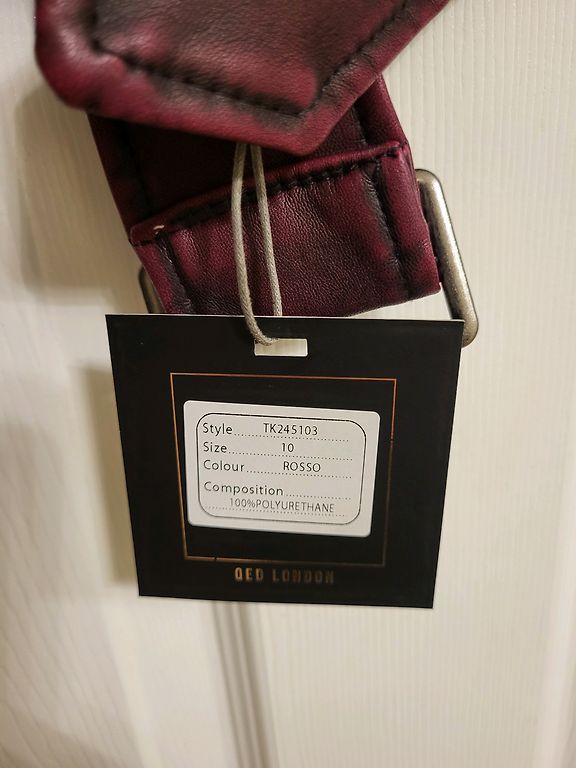 Style.......TK245103
Size............10
Colour........ROSSO
Composition............
100%POLYURETHANE
QED LONDON